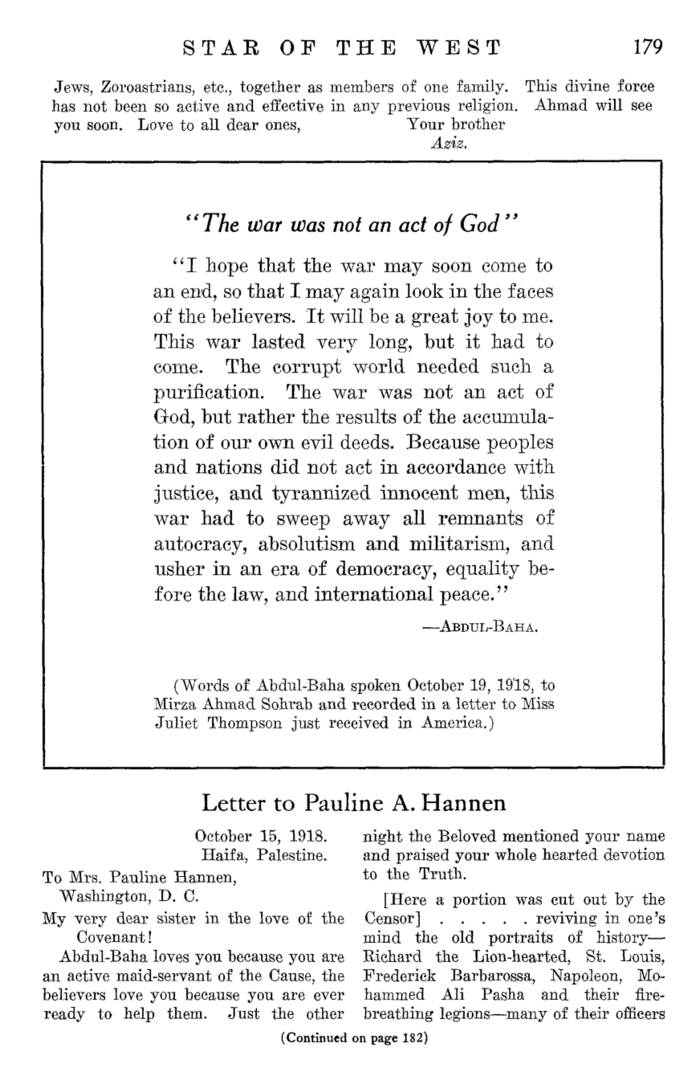 STAR OF THE WEST 179
Jews, Zoroastrians, etc., together as members of one family. This divine force
has not been so active and effective in any previous religion. Ahmad will see
you soon. Love to all dear ones, Your brother
Aziz.
"The war was not an act of God"
"I hope that the war may soon come to
an end, so that I may again look in the faces
of the believers. It will be a great joy to me.
This war lasted very long, but it had to
come. The corrupt world needed such a
purification. The war was not an act of
God, but rather the results of the accumula-
tion of our own evil deeds. Because peoples
and nations did not act in accordance with
justice, and tyrannized innocent men, this
war had to sweep away all remnants of
autocracy, absolutism and militarism, and
usher in an era of democracy, equality be-
fore the law, and international peace."
—ABDUL-BAHA.
(Words of Abdul-Baha spoken October 19, 1918, to
Mirza Ahmad Sohrab and recorded in a letter to Miss
Juliet Thompson just received in America.)
Letter to Pauline A. Hannen
October 15, 1918.
Haifa, Palestine.
To Mrs. Pauline Hannen,
Washington, D. C.
My very dear sister in the love of the
Covenant!
Abdul-Baha loves you because you are
an active maid-servant of the Cause, the
believers love you because you are ever
ready to help them. Just the other
night the Beloved mentioned your name
and praised your whole hearted devotion
to the Truth.
[Here a portion was cut out by the
Censor] . . . . . reviving in one's
mind the old portraits of history—
Richard the Lion-hearted, St. Louis,
Frederick Barbarossa, Napoleon, Mo-
hammed Ali Pasha and their fire-
breathing legions—many of their officers
(Continued on page 182)